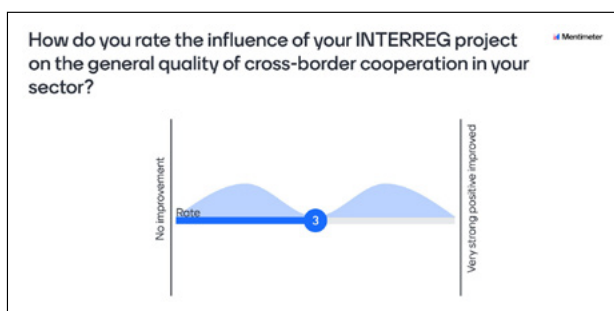 How do you rate the influence of your INTERREG project
on the general quality of cross-border cooperation in your
sector?
Mentimeter
No improvement
Rate
3
Very strong positive improved